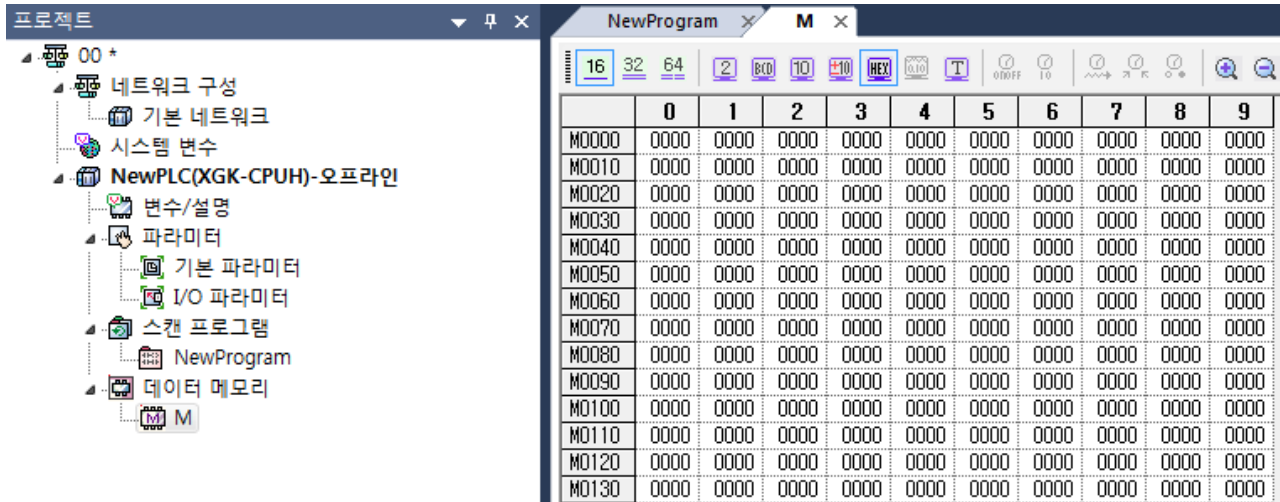 프로젝트
00 *
네트워크 구성
기본 네트워크
시스템 변수
NewPLC(XGK-CPUH)-오프라인
변수/설명
파라미터
기본 파라미터
I/O 파라미터
스캔 프로그램
NewProgram
데이터 메모리
M
NewProgram M
16 32 64 2 BCD 10 ±10 HEX 0.10 T ONOFF 10
0 1 2 3 4 5 6 7 8 9
M0000 0000 0000 0000 0000 0000 0000 0000 0000 0000 0000
M0010 0000 0000 0000 0000 0000 0000 0000 0000 0000 0000
M0020 0000 0000 0000 0000 0000 0000 0000 0000 0000 0000
M0030 0000 0000 0000 0000 0000 0000 0000 0000 0000 0000
M0040 0000 0000 0000 0000 0000 0000 0000 0000 0000 0000
M0050 0000 0000 0000 0000 0000 0000 0000 0000 0000 0000
M0060 0000 0000 0000 0000 0000 0000 0000 0000 0000 0000
M0070 0000 0000 0000 0000 0000 0000 0000 0000 0000 0000
M0080 0000 0000 0000 0000 0000 0000 0000 0000 0000 0000
M0090 0000 0000 0000 0000 0000 0000 0000 0000 0000 0000
M0100 0000 0000 0000 0000 0000 0000 0000 0000 0000 0000
M0110 0000 0000 0000 0000 0000 0000 0000 0000 0000 0000
M0120 0000 0000 0000 0000 0000 0000 0000 0000 0000 0000
M0130 0000 0000 0000 0000 0000 0000 0000 0000 0000 0000